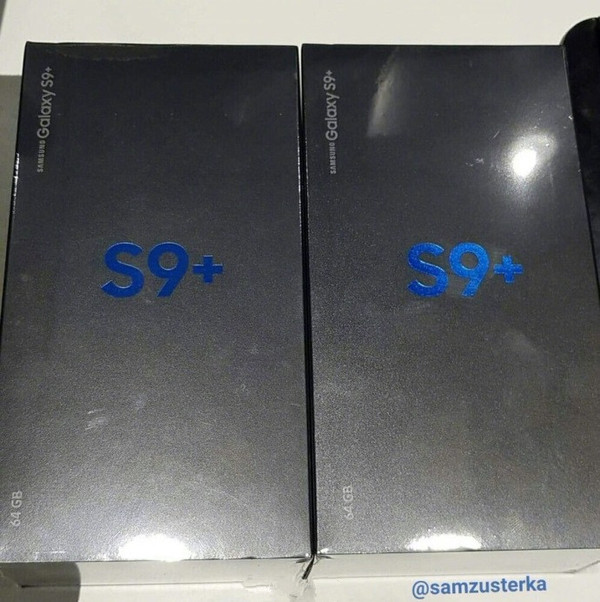 SAMSUNG Galaxy S9+
S9+
64 GB
SAMSUNG Galaxy S9+
S9+
64 GB
@samzusterka